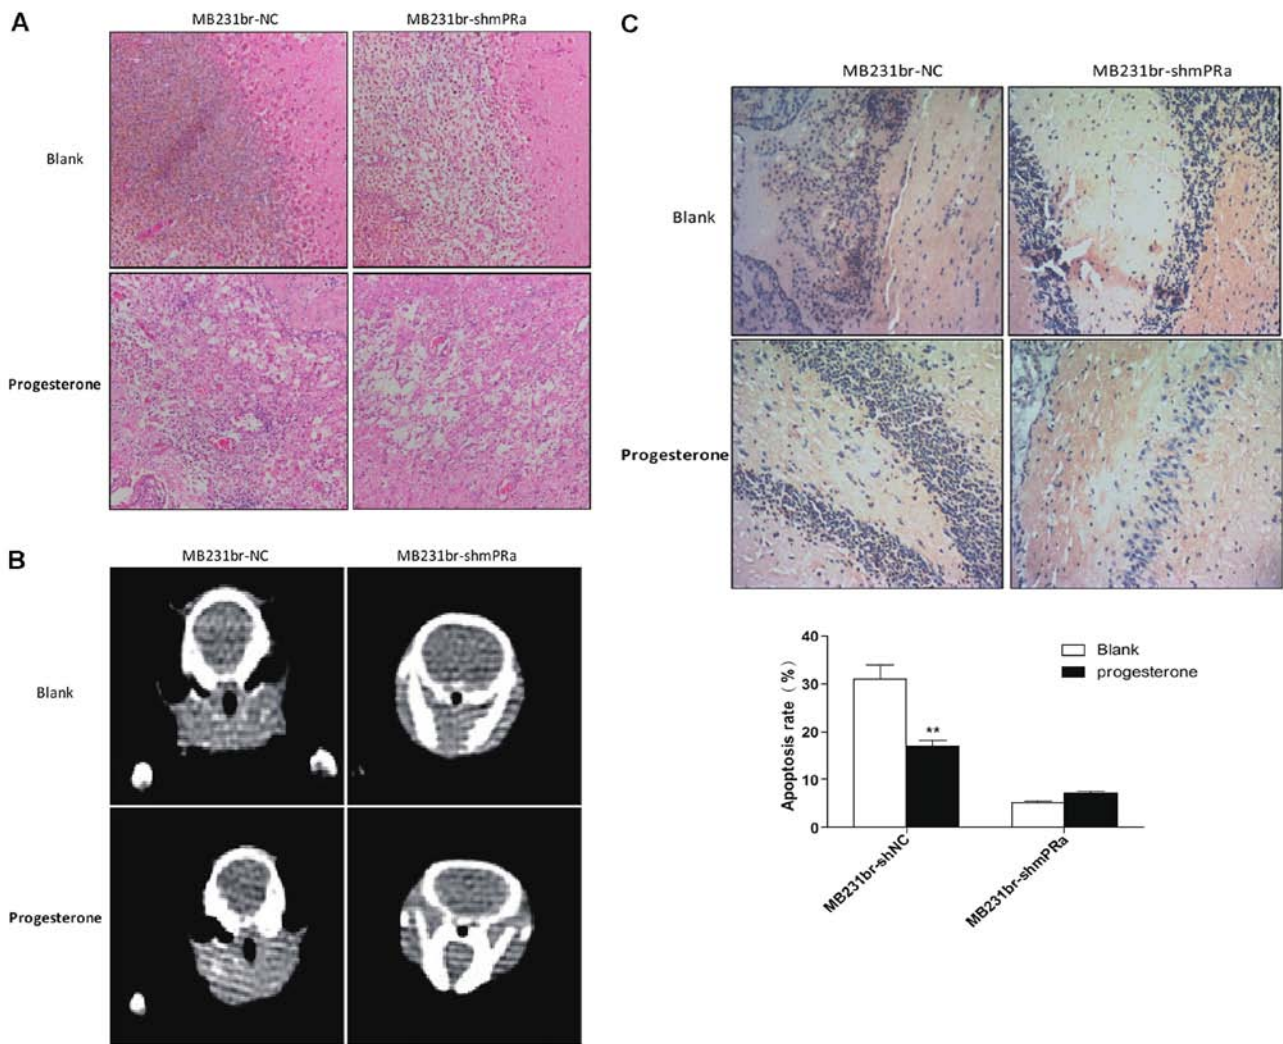 A
MB231br-NC MB231br-shmPRa
Blank
Progesterone
B
MB231br-NC MB231br-shmPRa
Blank
Progesterone
C
MB231br-NC MB231br-shmPRa
Blank
Progesterone
40
30
20
10
0
Apoptosis rate（%）
**
Blank
progesterone
MB231br-shNC
MB231br-shmPRa